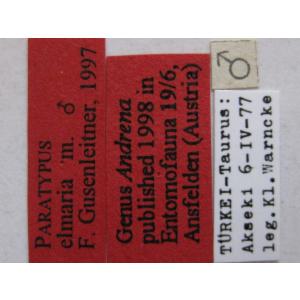 PARATYPUS
elmaria m. ♂
F. Gusenleitner, 1997
Genus Andrena
published 1998 in
Entomofauna 19/6,
Ansfelden (Austria)
♂
TÜRKEI-Taurus:
Akseki 6-IV-77
leg.Kl.Warncke